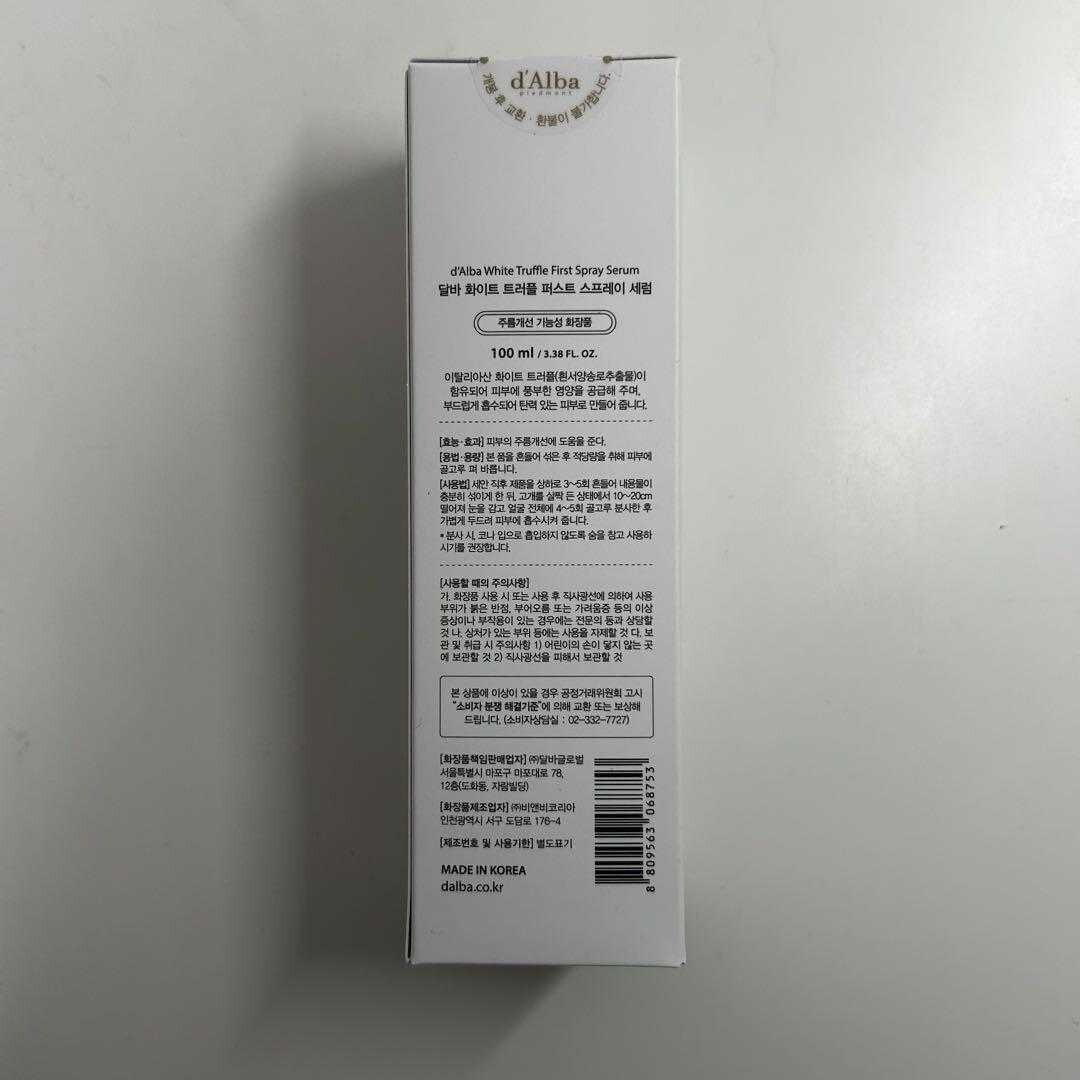 d'Alba
piedmont
개봉 후 교환 · 환불이 불가합니다.
d'Alba White Truffle First Spray Serum
달바 화이트 트러플 퍼스트 스프레이 세럼
주름개선 기능성 화장품
100 ml / 3.38 FL. OZ.
이탈리아산 화이트 트러플(흰서양송로추출물)이
함유되어 피부에 풍부한 영양을 공급해 주며,
부드럽게 흡수되어 탄력 있는 피부로 만들어 줍니다.
[효능·효과] 피부의 주름개선에 도움을 준다.
[용법·용량] 본 품을 흔들어 섞은 후 적당량을 취해 피부에
골고루 펴 바릅니다.
[사용법] 세안 직후 제품을 상하로 3~5회 흔들어 내용물이
충분히 섞이게 한 뒤, 고개를 살짝 든 상태에서 10~20cm
떨어져 눈을 감고 얼굴 전체에 4~5회 골고루 분사한 후
가볍게 두드려 피부에 흡수시켜 줍니다.
* 분사 시, 코나 입으로 흡입하지 않도록 숨을 참고 사용하
시기를 권장합니다.
[사용할 때의 주의사항]
가. 화장품 사용 시 또는 사용 후 직사광선에 의하여 사용
부위가 붉은 반점, 부어오름 또는 가려움증 등의 이상
증상이나 부작용이 있는 경우에는 전문의 등과 상담할
것 나. 상처가 있는 부위 등에는 사용을 자제할 것 다. 보
관 및 취급 시 주의사항 1) 어린이의 손이 닿지 않는 곳
에 보관할 것 2) 직사광선을 피해서 보관할 것
본 상품에 이상이 있을 경우 공정거래위원회 고시
"소비자 분쟁 해결기준"에 의해 교환 또는 보상해
드립니다. (소비자상담실 : 02-332-7727)
[화장품책임판매업자] ㈜달바글로벌
서울특별시 마포구 마포대로 78,
12층(도화동, 자람빌딩)
[화장품제조업자] ㈜비앤비코리아
인천광역시 서구 도담로 176-4
[제조번호 및 사용기한] 별도표기
MADE IN KOREA
dalba.co.kr
8 809563 068753